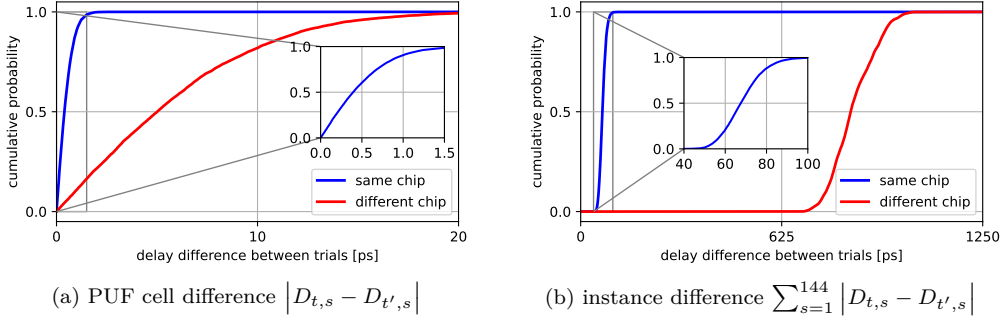 1.0
0.5
0.0
cumulative probability
0
10
20
delay difference between trials [ps]
1.0
0.5
0.0
0.0
0.5
1.0
1.5
same chip
different chip
(a) PUF cell difference |D_{t,s} − D_{t′,s}|
1.0
0.5
0.0
cumulative probability
0
625
1250
delay difference between trials [ps]
1.0
0.5
0.0
40
60
80
100
same chip
different chip
(b) instance difference ∑_{s=1}^{144} |D_{t,s} − D_{t′,s}|